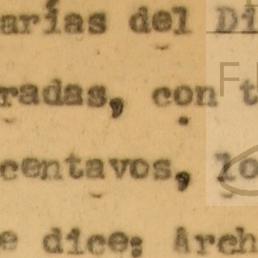 arías del Di
radas, con t
centavos, lo
e dice: Arch